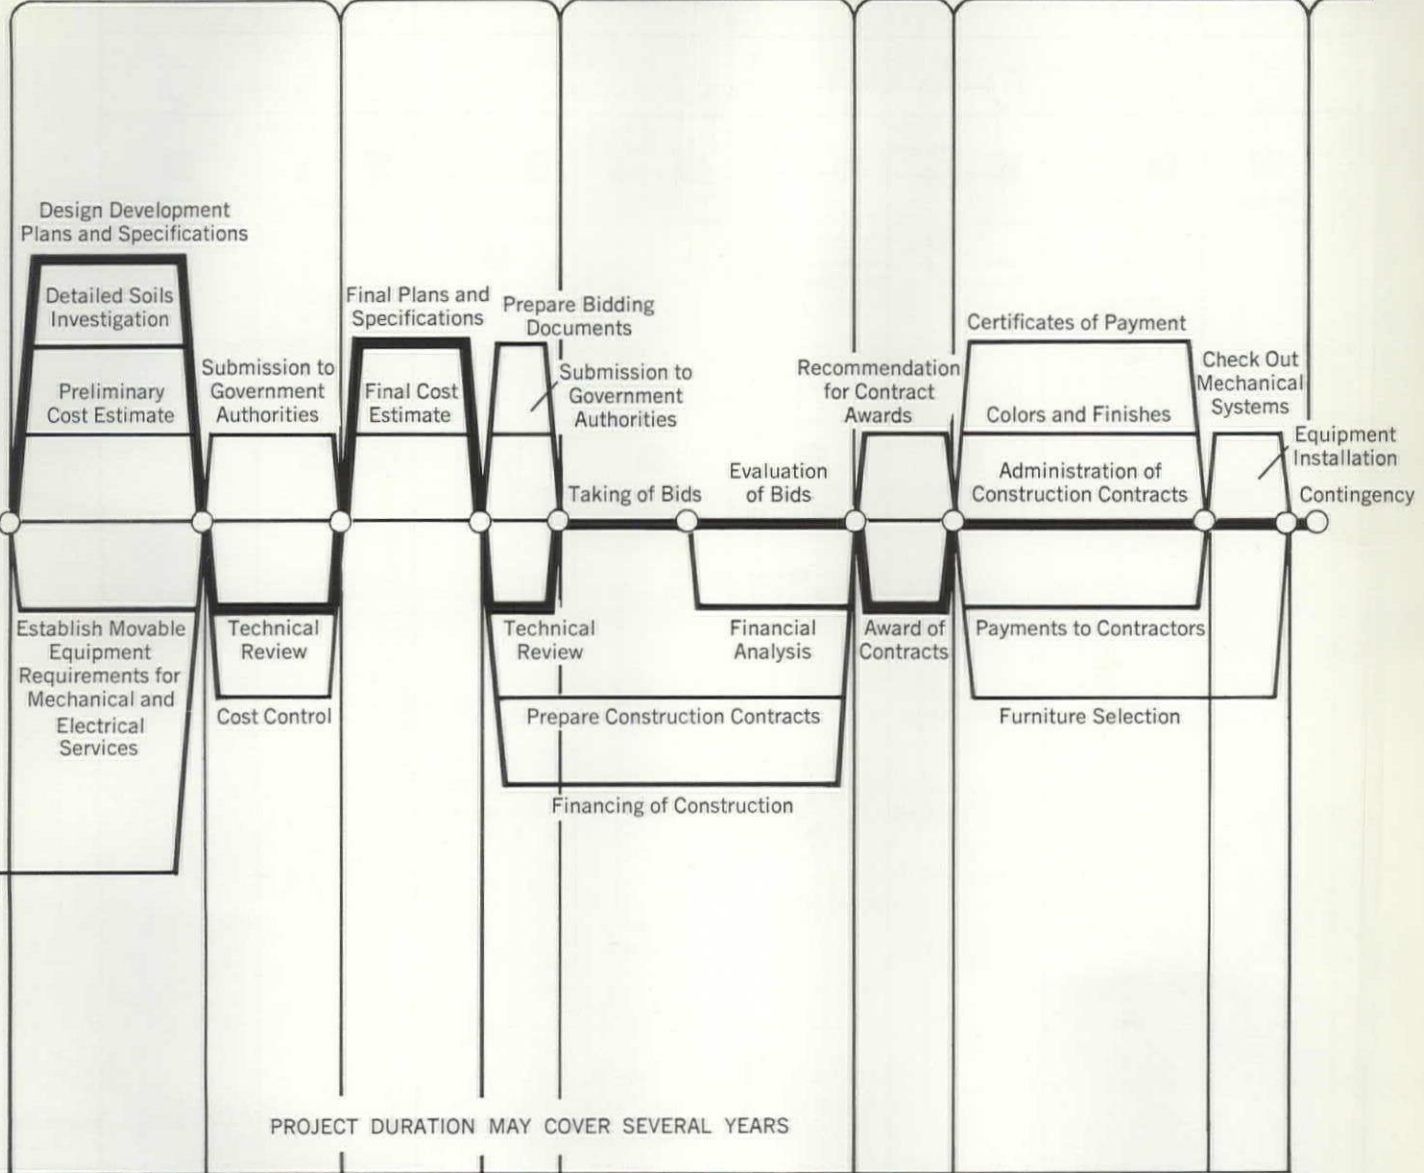 Design Development
Plans and Specifications
Detailed Soils
Investigation
Preliminary
Cost Estimate
Submission to
Government
Authorities
Final Plans and
Specifications
Final Cost
Estimate
Prepare Bidding
Documents
Submission to
Government
Authorities
Taking of Bids
Evaluation
of Bids
Recommendation
for Contract
Awards
Certificates of Payment
Colors and Finishes
Administration of
Construction Contracts
Check Out
Mechanical
Systems
Equipment
Installation
Contingency
Establish Movable
Equipment
Requirements for
Mechanical and
Electrical
Services
Technical
Review
Cost Control
Technical
Review
Financial
Analysis
Prepare Construction Contracts
Financing of Construction
Award of
Contracts
Payments to Contractors
Furniture Selection
PROJECT DURATION MAY COVER SEVERAL YEARS